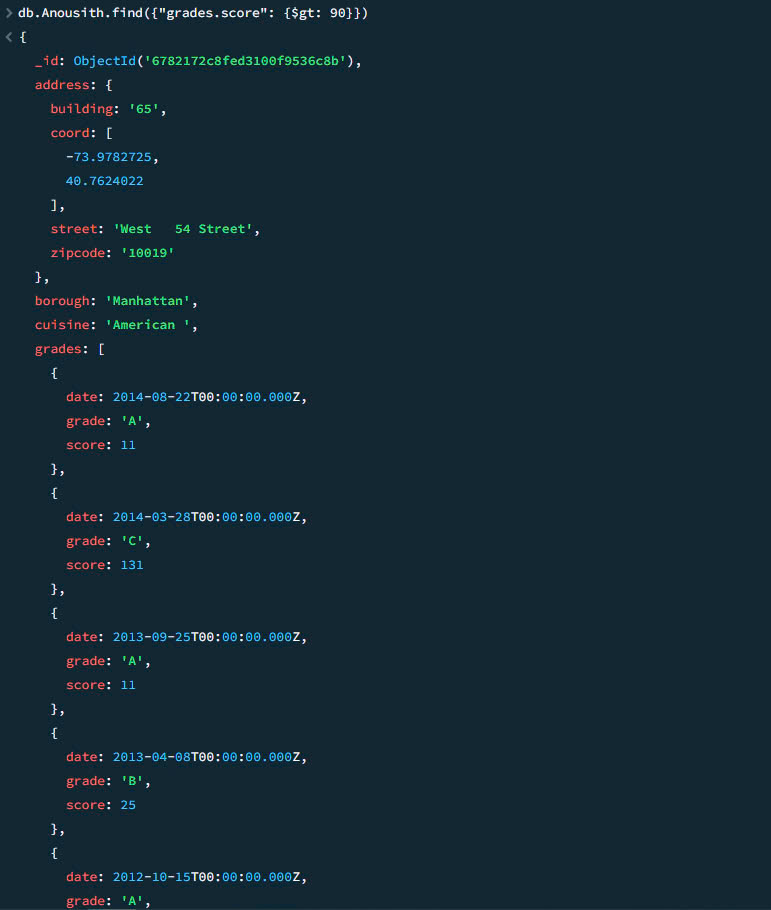 > db.Anousith.find({"grades.score": {$gt: 90}})
< {
_id: ObjectId('6782172c8fed3100f9536c8b'),
address: {
building: '65',
coord: [
-73.9782725,
40.7624022
],
street: 'West   54 Street',
zipcode: '10019'
},
borough: 'Manhattan',
cuisine: 'American ',
grades: [
{
date: 2014-08-22T00:00:00.000Z,
grade: 'A',
score: 11
},
{
date: 2014-03-28T00:00:00.000Z,
grade: 'C',
score: 131
},
{
date: 2013-09-25T00:00:00.000Z,
grade: 'A',
score: 11
},
{
date: 2013-04-08T00:00:00.000Z,
grade: 'B',
score: 25
},
{
date: 2012-10-15T00:00:00.000Z,
grade: 'A',